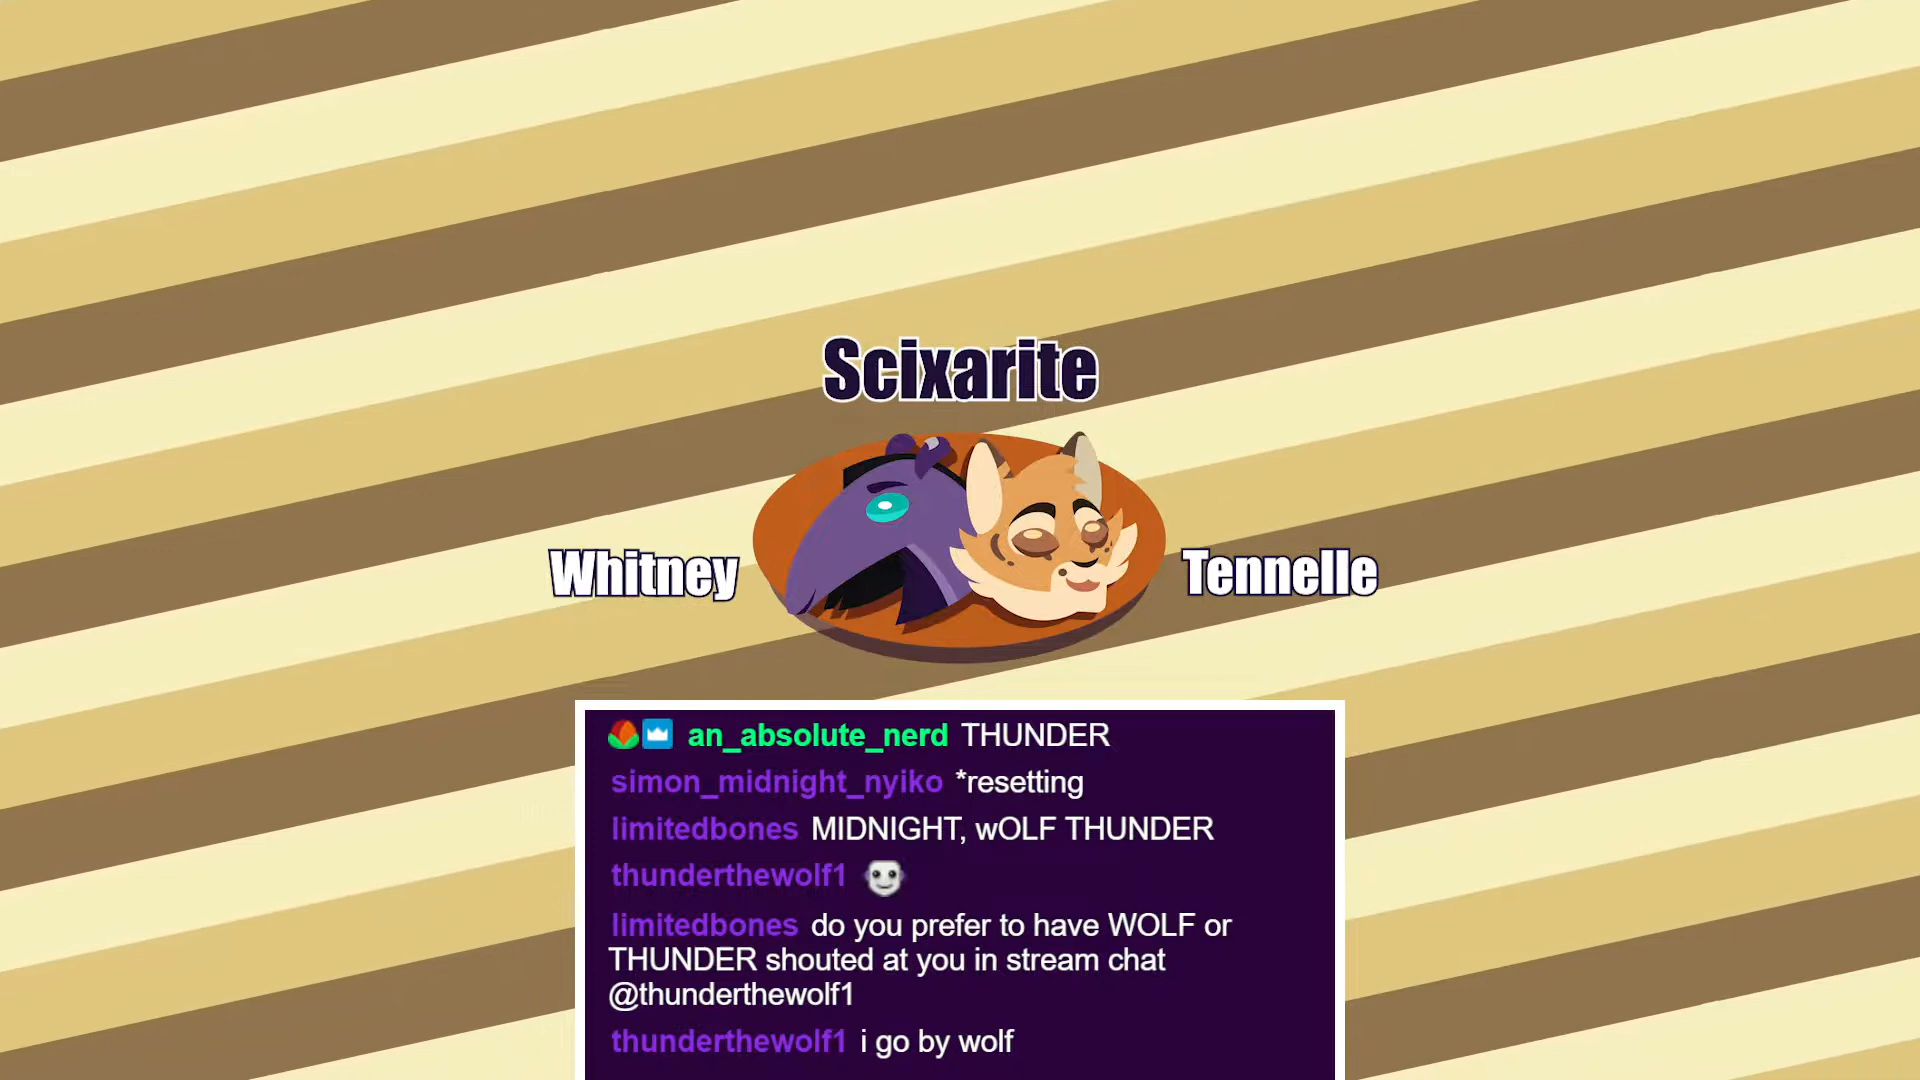 Scixarite
Whitney
Tennelle
an_absolute_nerd THUNDER
simon_midnight_nyiko *resetting
limitedbones MIDNIGHT, wOLF THUNDER
thunderthewolf1
limitedbones do you prefer to have WOLF or
THUNDER shouted at you in stream chat
@thunderthewolf1
thunderthewolf1 i go by wolf